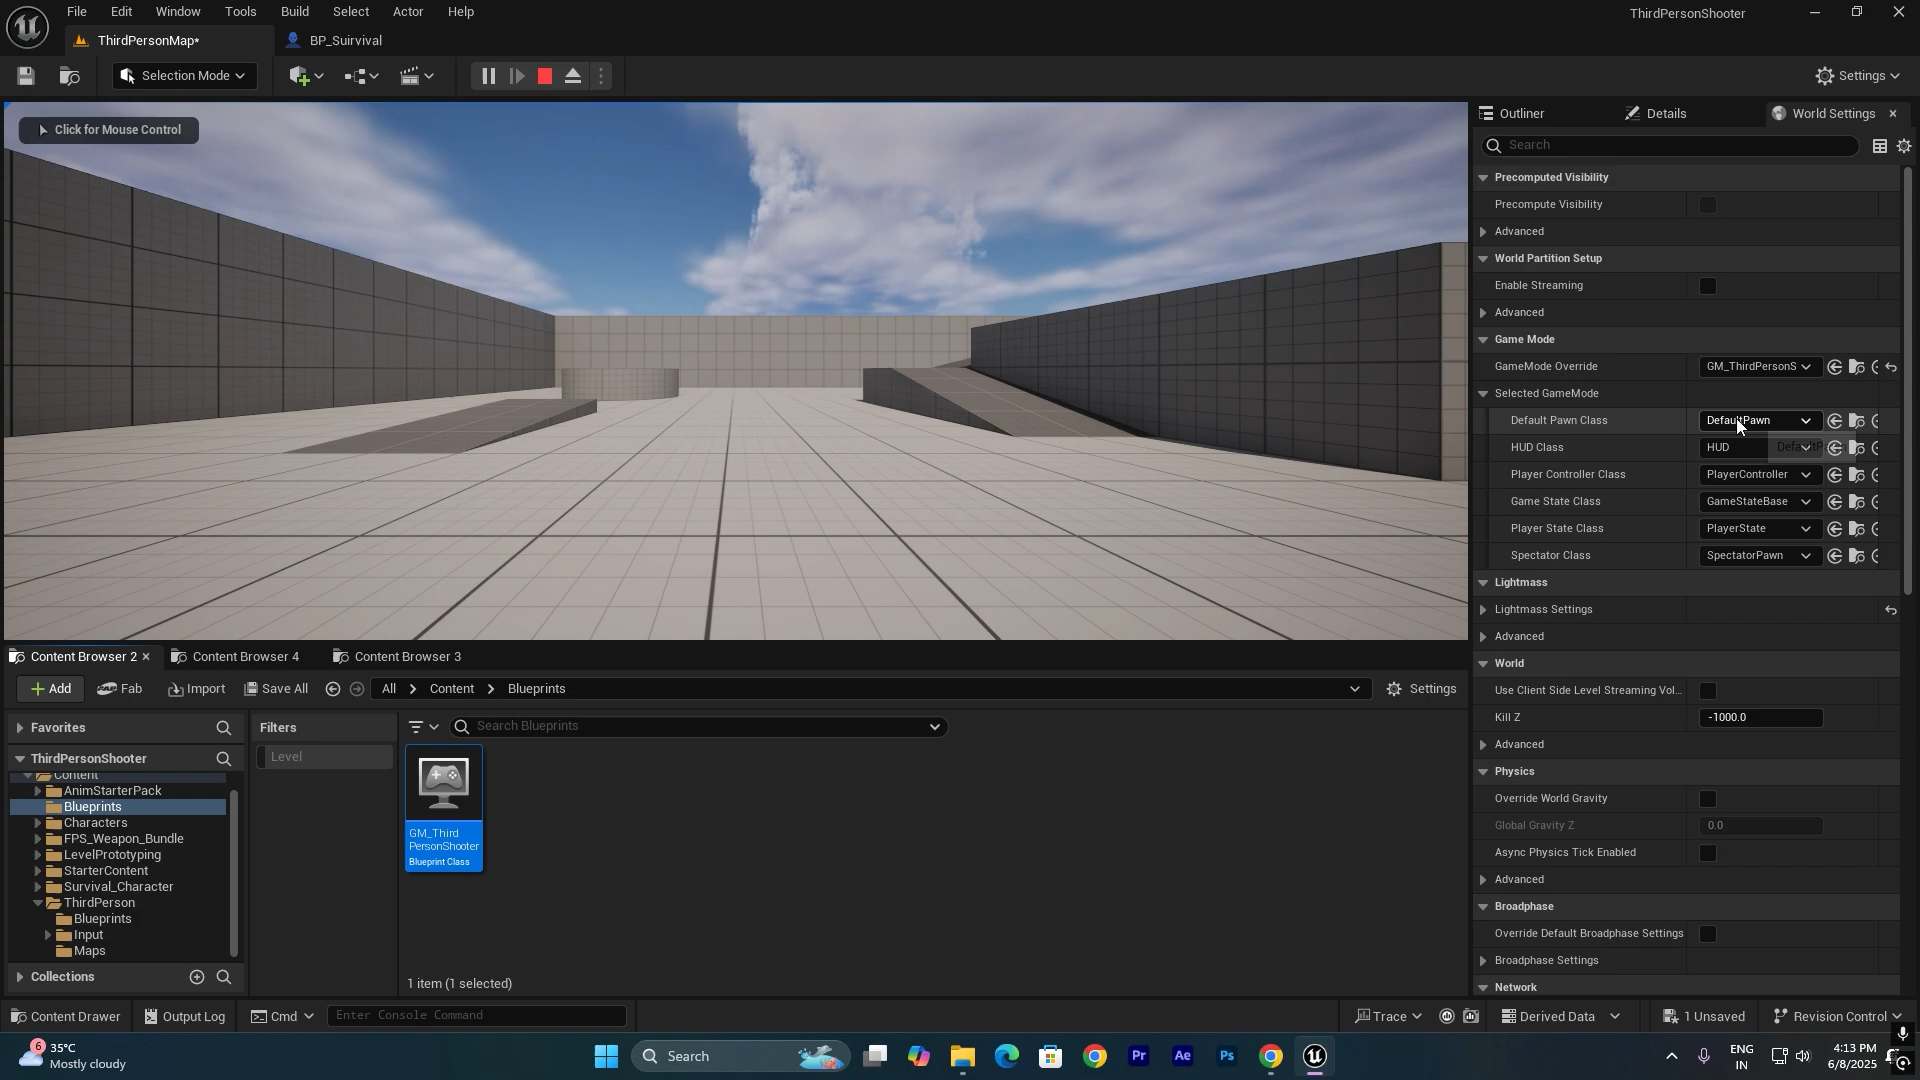 File Edit Window Tools Build Select Actor Help
ThirdPersonShooter
ThirdPersonMap*
BP_Suirvival
Selection Mode
Settings
Click for Mouse Control
Outliner
Details
World Settings
Search
Precomputed Visibility
Precompute Visibility
Advanced
World Partition Setup
Enable Streaming
Advanced
Game Mode
GameMode Override
GM_ThirdPersonS
Selected GameMode
Default Pawn Class
DefaultPawn
HUD Class
HUD
Player Controller Class
PlayerController
Game State Class
GameStateBase
Player State Class
PlayerState
Spectator Class
SpectatorPawn
Lightmass
Lightmass Settings
Advanced
World
Use Client Side Level Streaming Vol...
Kill Z
-1000.0
Advanced
Physics
Override World Gravity
Global Gravity Z
0.0
Async Physics Tick Enabled
Advanced
Broadphase
Override Default Broadphase Settings
Broadphase Settings
Network
Content Browser 2
Content Browser 4
Content Browser 3
Add
Fab
Import
Save All
All
Content
Blueprints
Settings
Favorites
ThirdPersonShooter
Content
AnimStarterPack
Blueprints
Characters
FPS_Weapon_Bundle
LevelPrototyping
StarterContent
Survival_Character
ThirdPerson
Blueprints
Input
Maps
Collections
Filters
Level
Search Blueprints
GM_Third
PersonShooter
Blueprint Class
1 item (1 selected)
Content Drawer
Output Log
Cmd
Enter Console Command
Trace
Derived Data
1 Unsaved
Revision Control
6
35°C
Mostly cloudy
Search
Pr
Ae
Ps
ENG
IN
4:13 PM
6/8/2025